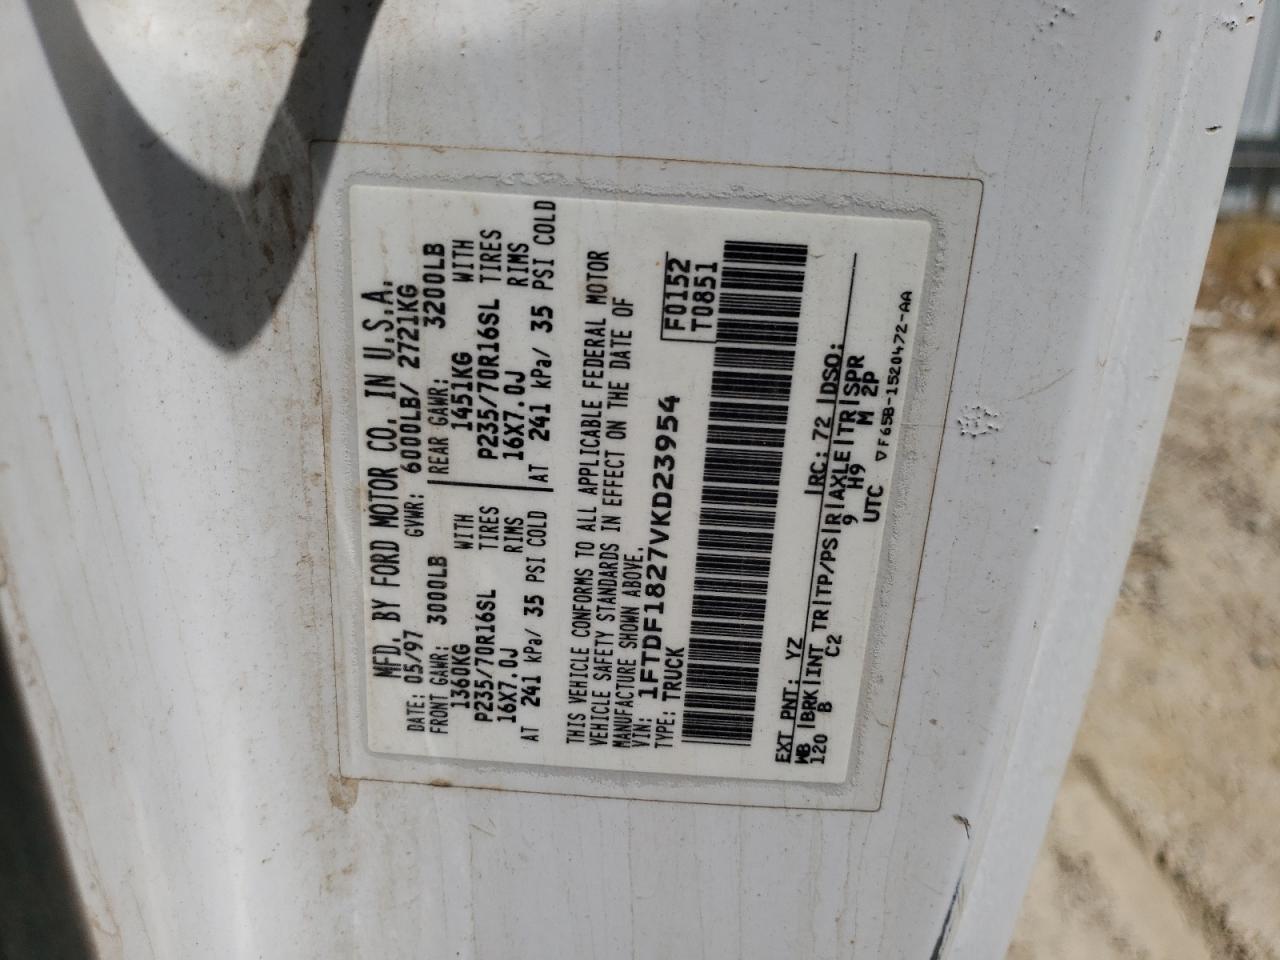 MFD. BY FORD MOTOR CO. IN U.S.A.
DATE: 05/97 GVWR: 6000LB/ 2721KG
FRONT GAWR: 3000LB REAR GAWR: 3200LB
1360KG WITH 1451KG WITH
P235/70R16SL TIRES P235/70R16SL TIRES
16X7.0J RIMS 16X7.0J RIMS
AT 241 kPa/ 35 PSI COLD AT 241 kPa/ 35 PSI COLD
THIS VEHICLE CONFORMS TO ALL APPLICABLE FEDERAL MOTOR
VEHICLE SAFETY STANDARDS IN EFFECT ON THE DATE OF
MANUFACTURE SHOWN ABOVE.
VIN: 1FTDF1827VKD23954 F0152
TYPE: TRUCK T0851
EXT PNT: YZ RC: 72 DSO:
WB BRK INT TR TP/PS R AXLE TR SPR
120 B C2 9 H9 M 2P
UTC ▽F65B-1520472-AA